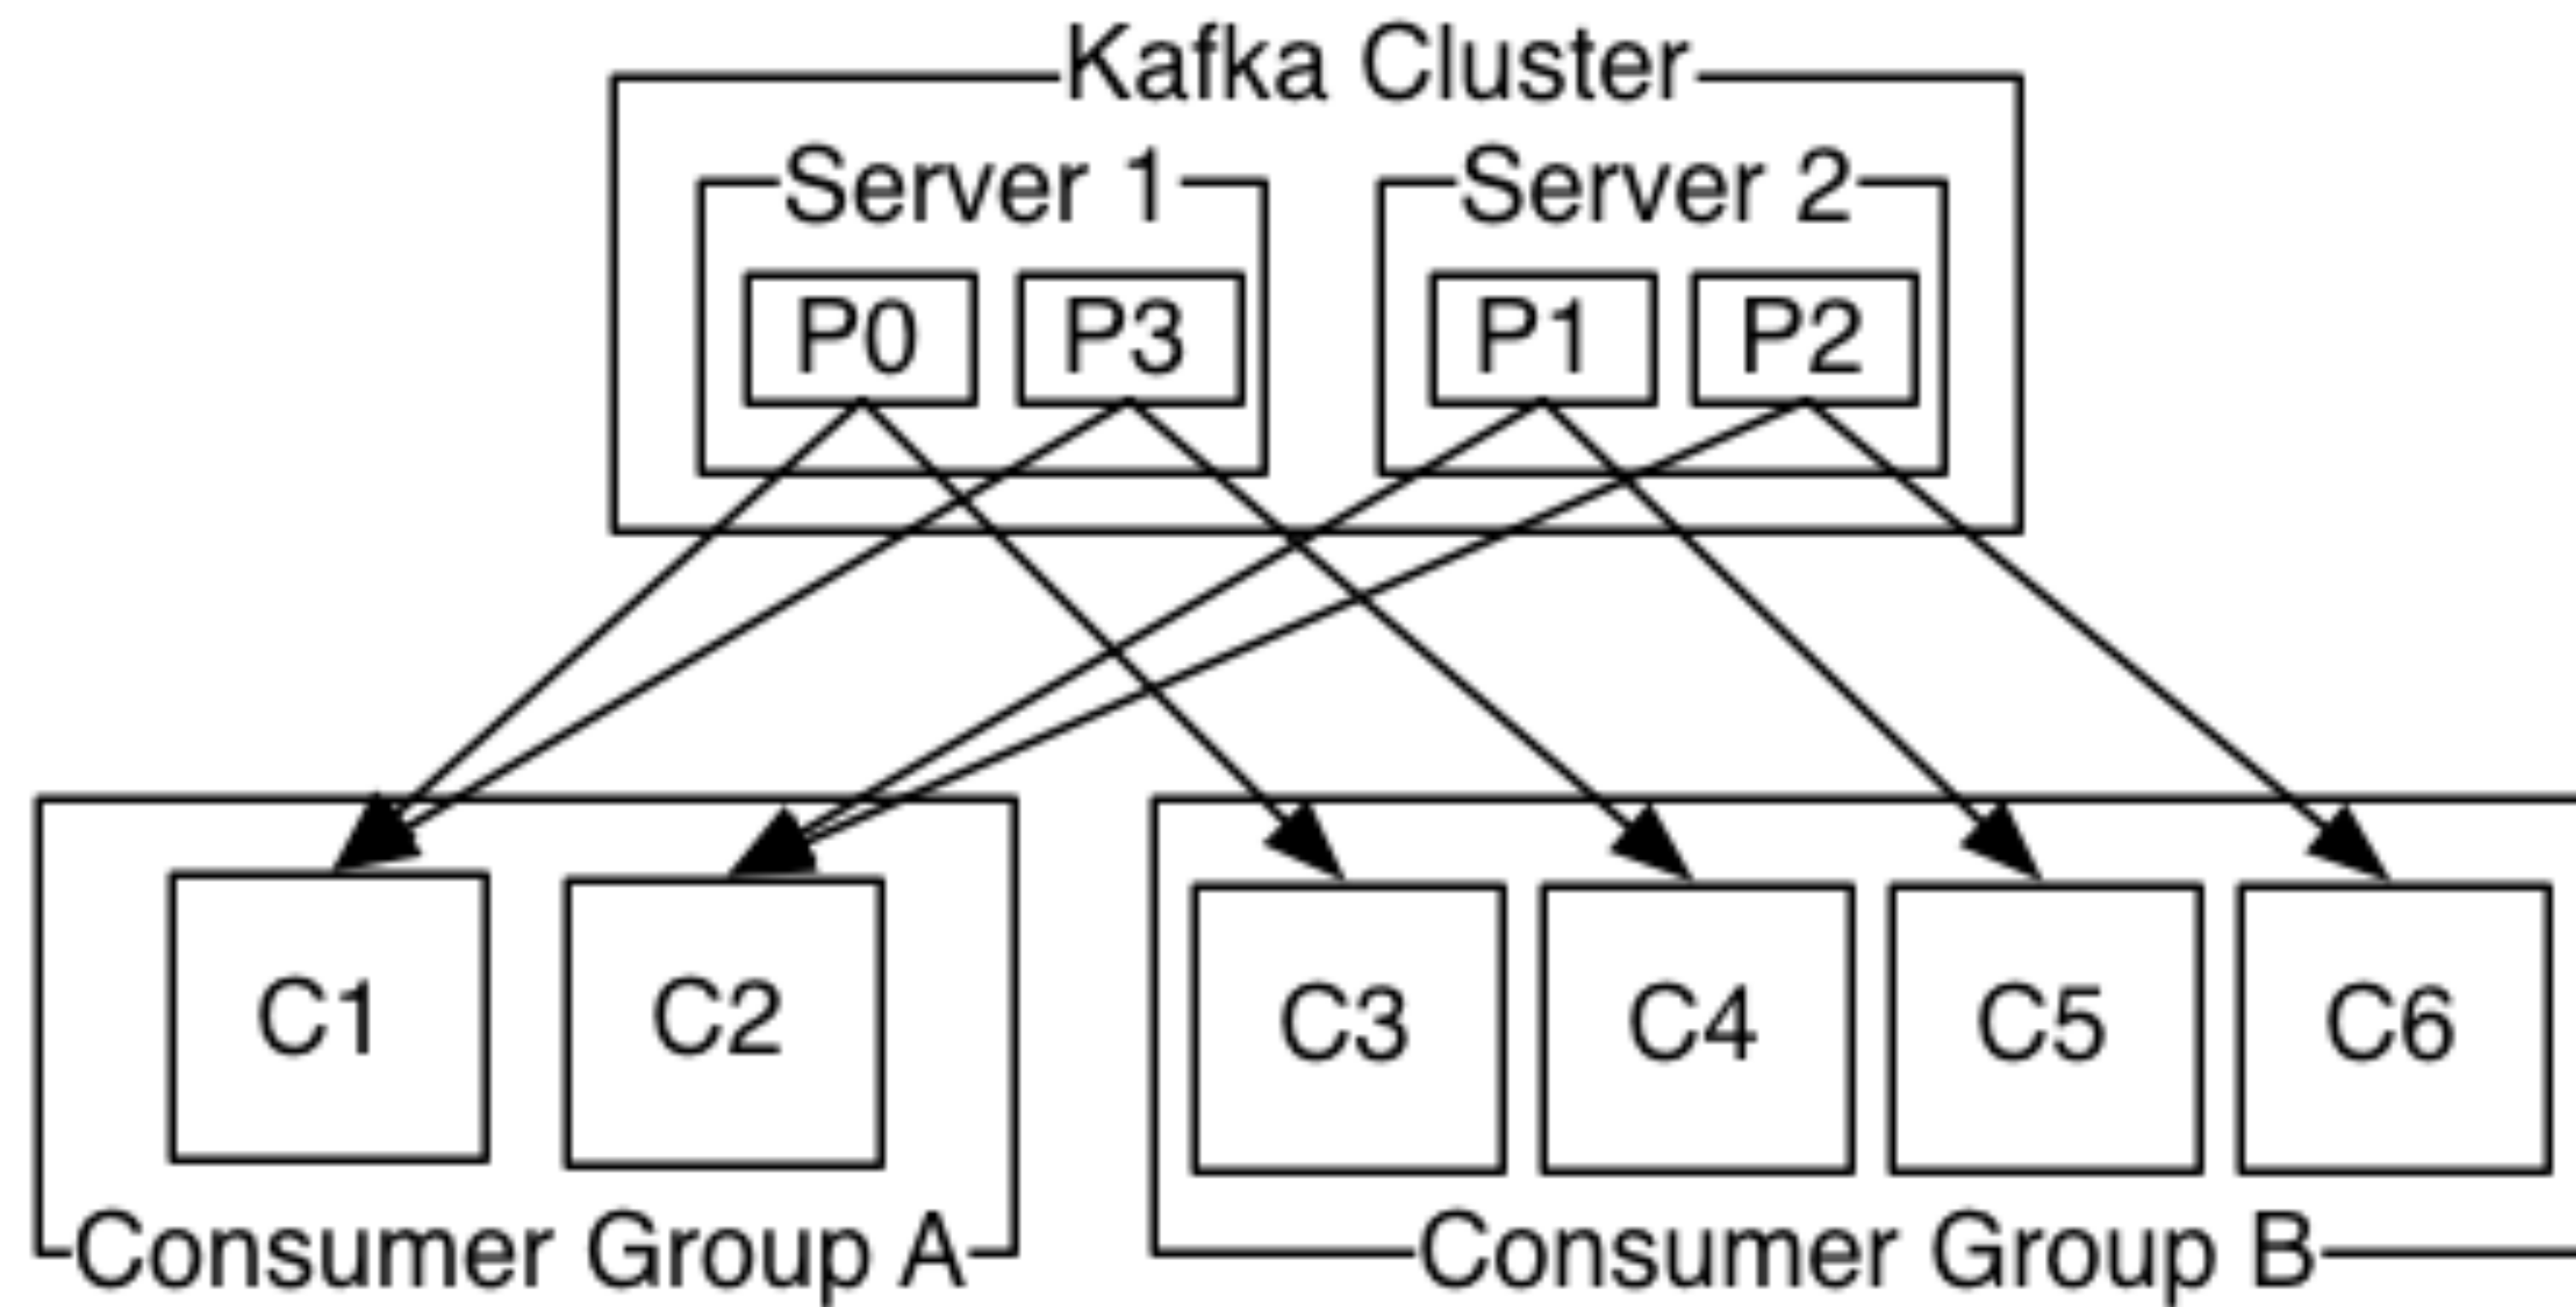 Kafka Cluster
Server 1 Server 2
P0 P3 P1 P2
C1 C2 C3 C4 C5 C6
Consumer Group A Consumer Group B